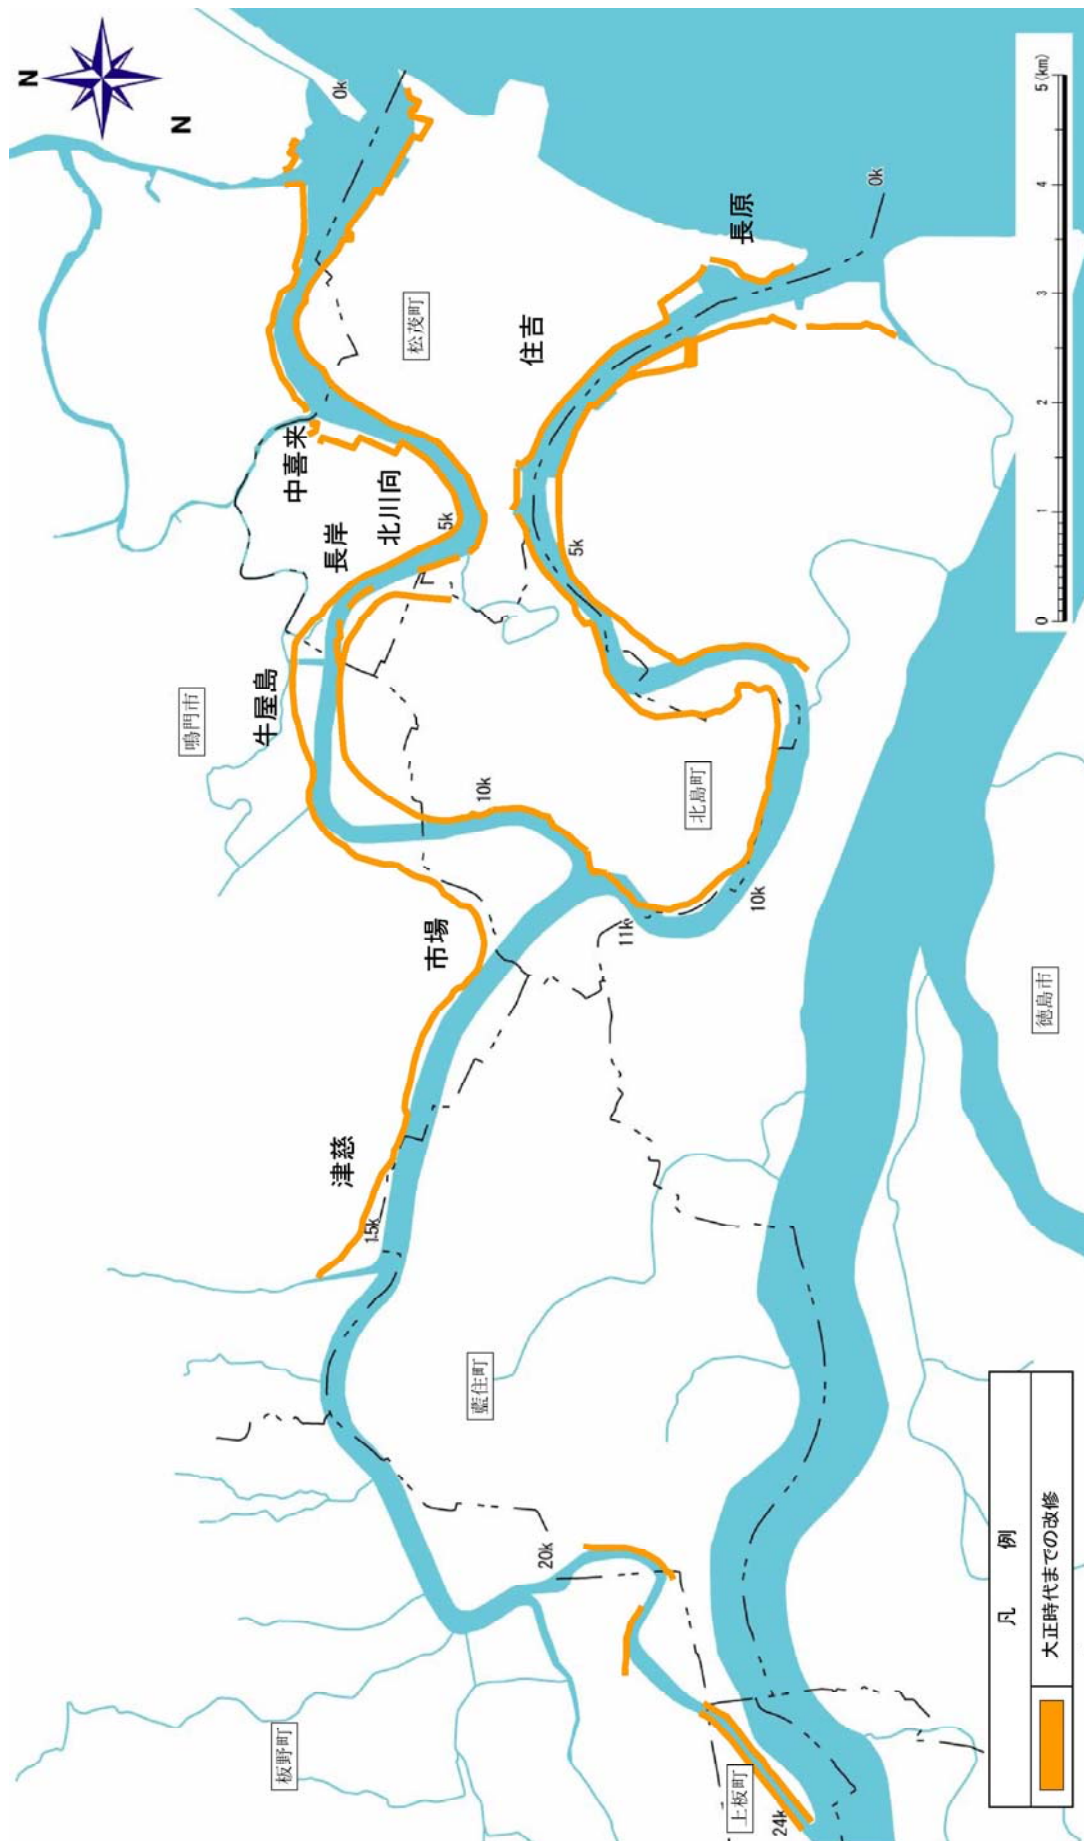 N
N
0k
松茂町
中喜来
北川向
5k
長岸
牛屋島
鳴門市
住吉
長原
0k
5k
10k
北島町
10k
11k
市場
津慈
15k
藍住町
徳島市
20k
板野町
上板町
24k
0 1 2 3 4 5(km)
凡 例
大正時代までの改修